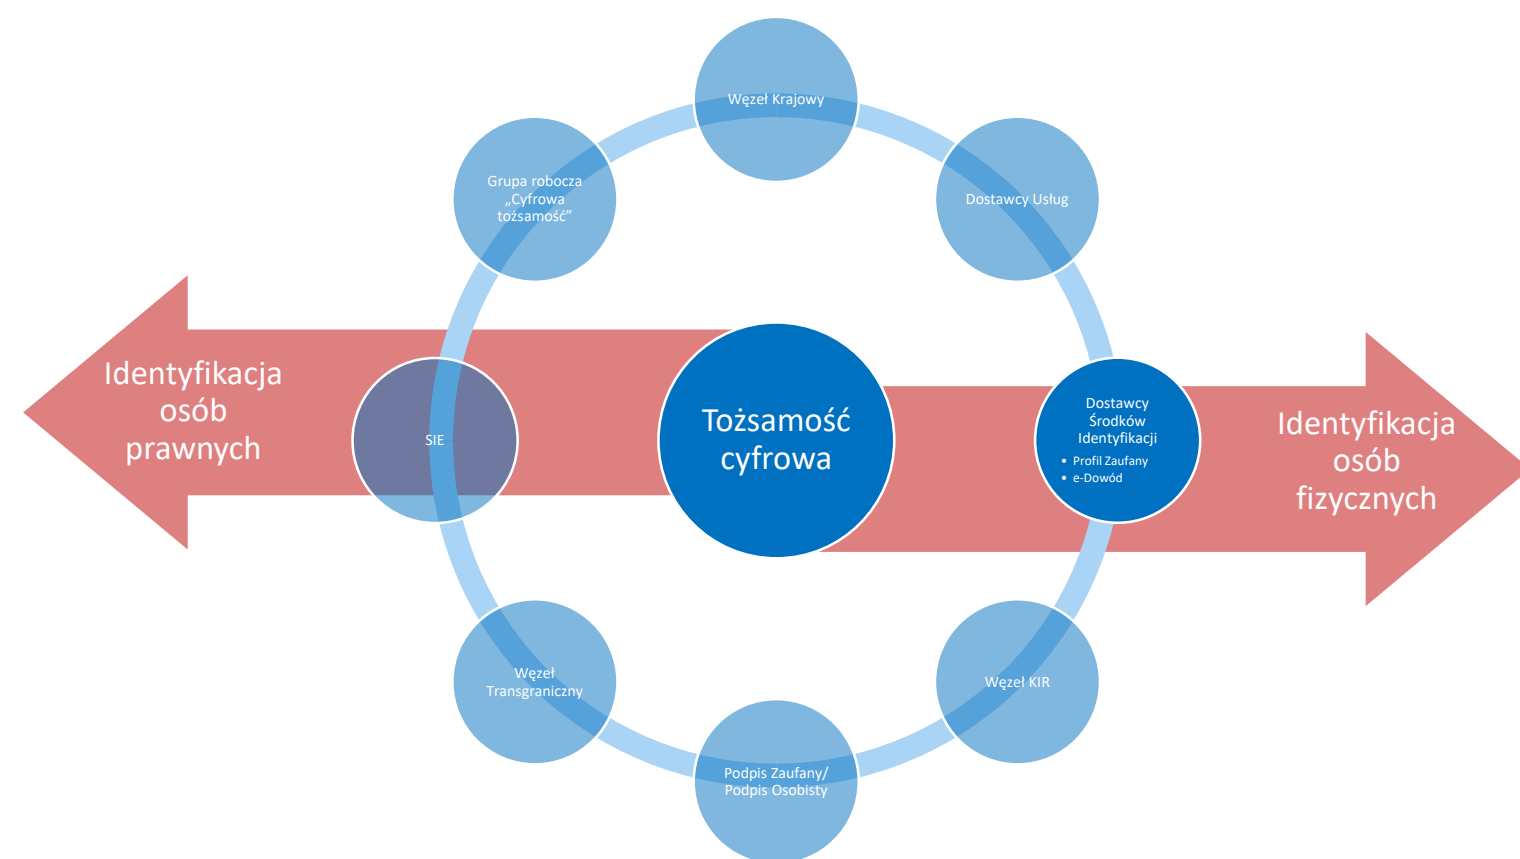 Węzeł Krajowy
Grupa robocza
„Cyfrowa
tożsamość”
Dostawcy Usług
Identyfikacja
osób
prawnych
SIE
Tożsamość
cyfrowa
Dostawcy
Środków
Identyfikacji
• Profil Zaufany
• e-Dowód
Identyfikacja
osób
fizycznych
Węzeł
Transgraniczny
Węzeł KIR
Podpis Zaufany/
Podpis Osobisty